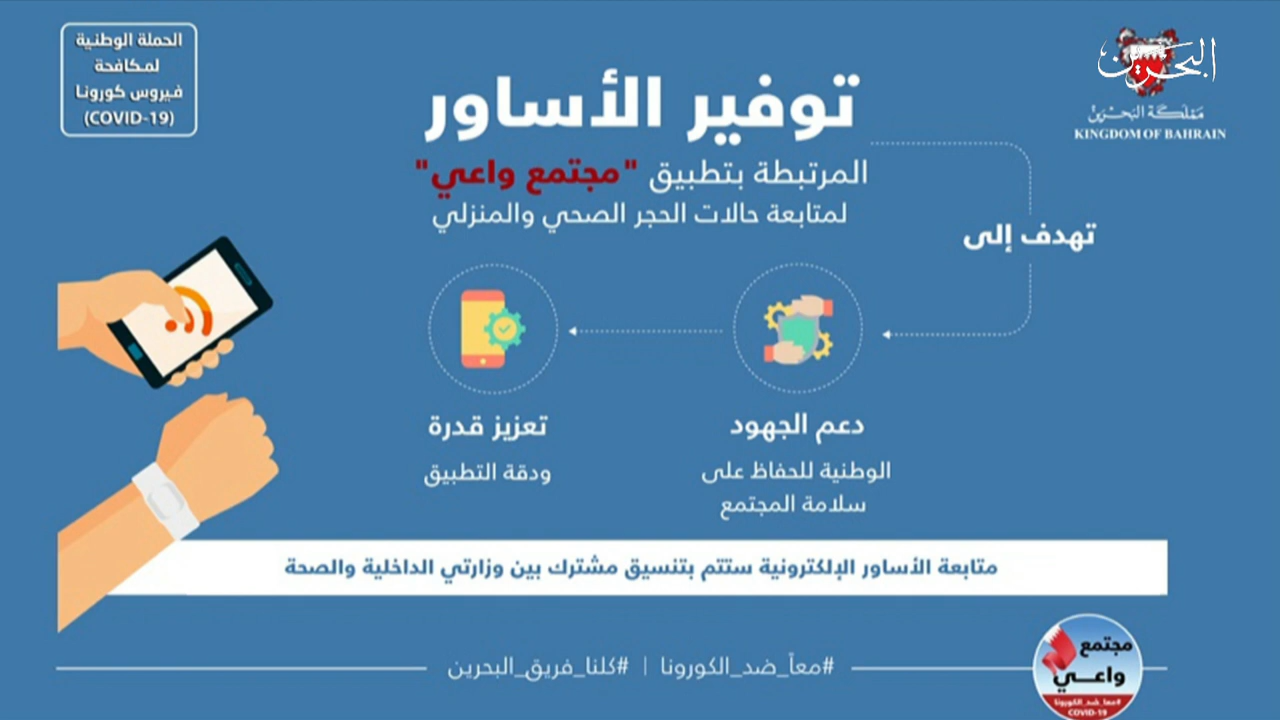 الحملة الوطنية
لمكافحة
فيروس كورونا
(COVID-19)
البحرين
مملكة البحرين
KINGDOM OF BAHRAIN
توفير الأساور
المرتبطة بتطبيق "مجتمع واعي"
لمتابعة حالات الحجر الصحي والمنزلي
تهدف إلى
دعم الجهود
الوطنية للحفاظ على
سلامة المجتمع
تعزيز قدرة
ودقة التطبيق
متابعة الأساور الإلكترونية ستتم بتنسيق مشترك بين وزارتي الداخلية والصحة
#معاً_ضد_الكورونا | #كلنا_فريق_البحرين
مجتمع
واعي
#معا_ضد_الكورونا
COVID-19